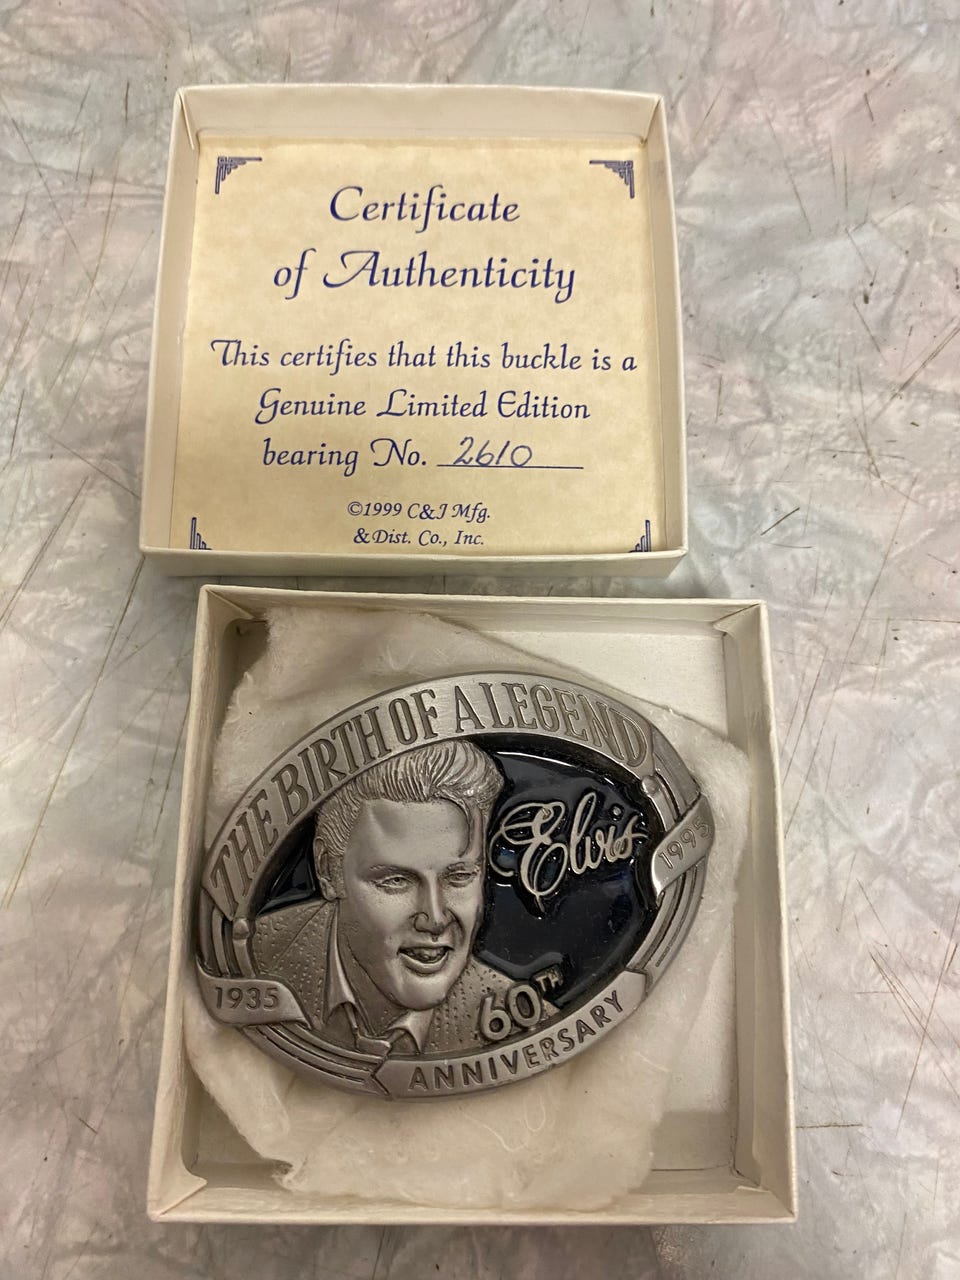 Certificate
of Authenticity
This certifies that this buckle is a
Genuine Limited Edition
bearing No. 2610
©1999 C&J Mfg.
& Dist. Co., Inc.
THE BIRTH OF A LEGEND
Elvis
1995
1935
60TH
ANNIVERSARY